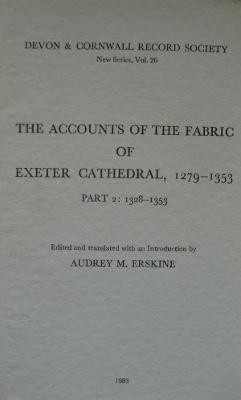 DEVON & CORNWALL RECORD SOCIETY
New Series, Vol. 26
THE ACCOUNTS OF THE FABRIC
OF
EXETER CATHEDRAL, 1279–1353
PART 2: 1328–1353
Edited and translated with an Introduction by
AUDREY M. ERSKINE
1983